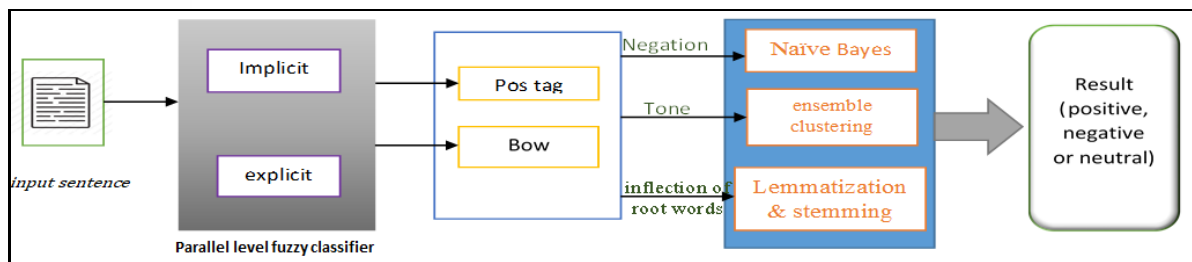 input sentence
Implicit
explicit
Parallel level fuzzy classifier
Pos tag
Bow
Negation
Tone
inflection of
root words
Naïve Bayes
ensemble
clustering
Lemmatization
& stemming
Result
(positive,
negative
or neutral)